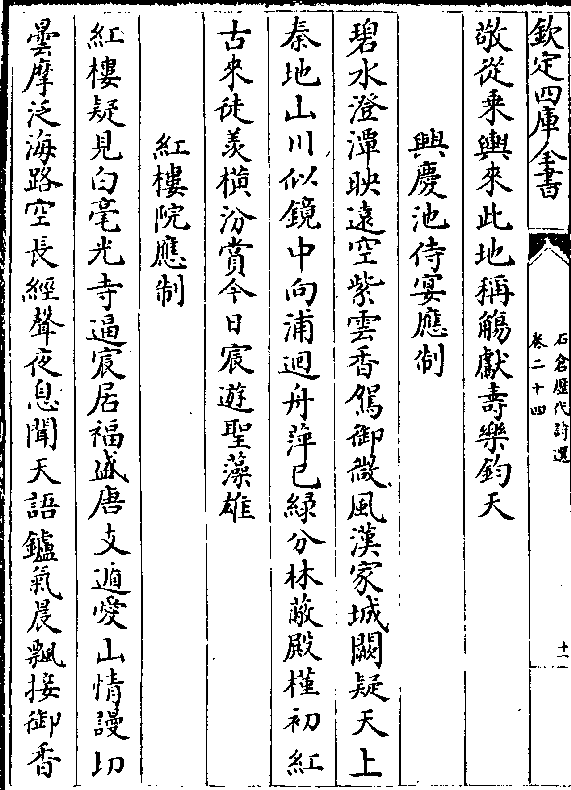 欽定四庫全書
石倉歴代詩選
卷二十四
十一
敬從乘輿來此地稱觴獻壽樂鈞天
興慶池侍宴應制
碧水澄潭映遠空紫雲香駕御微風漢家城闕疑天上
秦地山川似鏡中向浦迴舟萍已緑分林蔽殿槿初紅
古來徒羡橫汾賞今日宸遊聖藻雄
紅樓院應制
紅樓疑見白毫光寺逼宸居福盛唐支遁愛山情謾切
曇摩泛海路空長經聲夜息聞天語鑪氣晨飄接御香